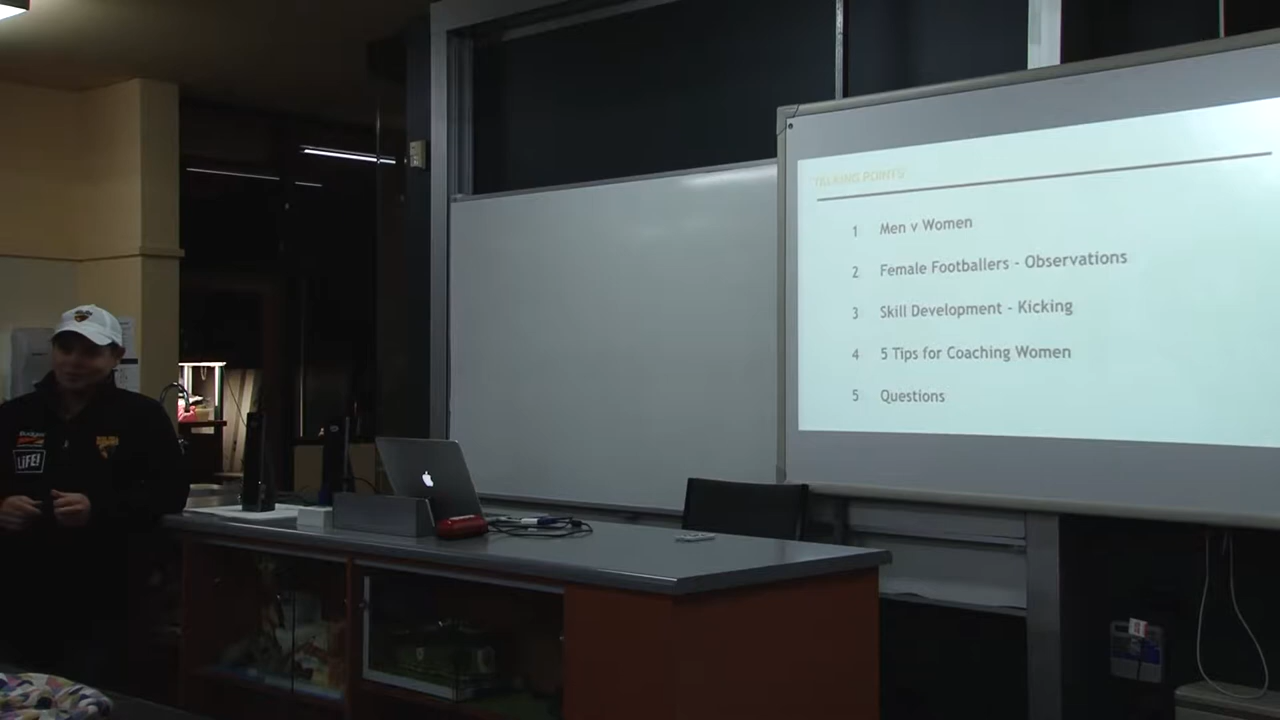 TALKING POINTS
1 Men v Women
2 Female Footballers - Observations
3 Skill Development - Kicking
4 5 Tips for Coaching Women
5 Questions
LiFE!